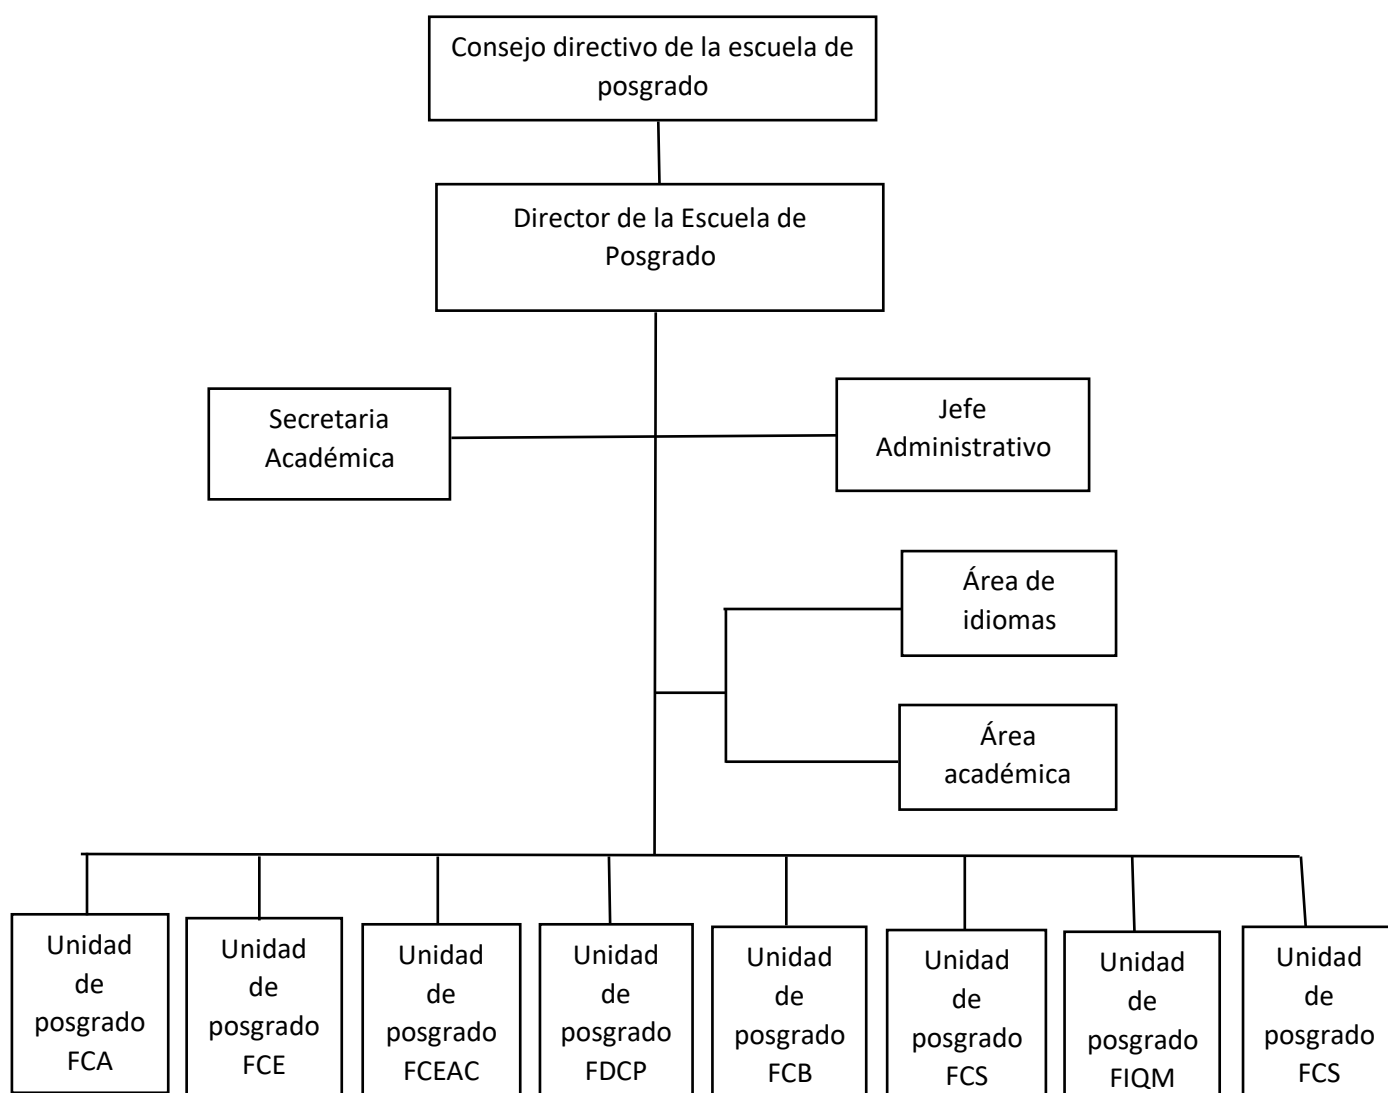 Consejo directivo de la escuela de
posgrado
Director de la Escuela de
Posgrado
Secretaria
Académica
Jefe
Administrativo
Área de
idiomas
Área
académica
Unidad
de
posgrado
FCA
Unidad
de
posgrado
FCE
Unidad
de
posgrado
FCEAC
Unidad
de
posgrado
FDCP
Unidad
de
posgrado
FCB
Unidad
de
posgrado
FCS
Unidad
de
posgrado
FIQM
Unidad
de
posgrado
FCS